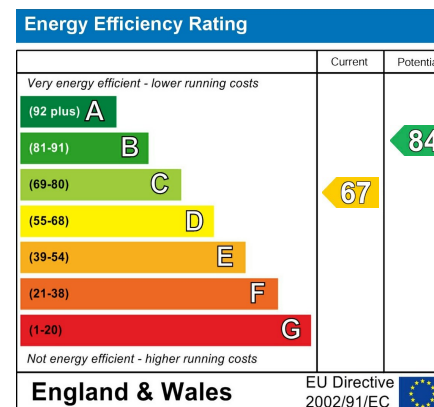 Energy Efficiency Rating
Current Potentia
Very energy efficient - lower running costs
(92 plus) A
(81-91) B
84
(69-80) C
67
(55-68) D
(39-54) E
(21-38) F
(1-20) G
Not energy efficient - higher running costs
England & Wales
EU Directive
2002/91/EC